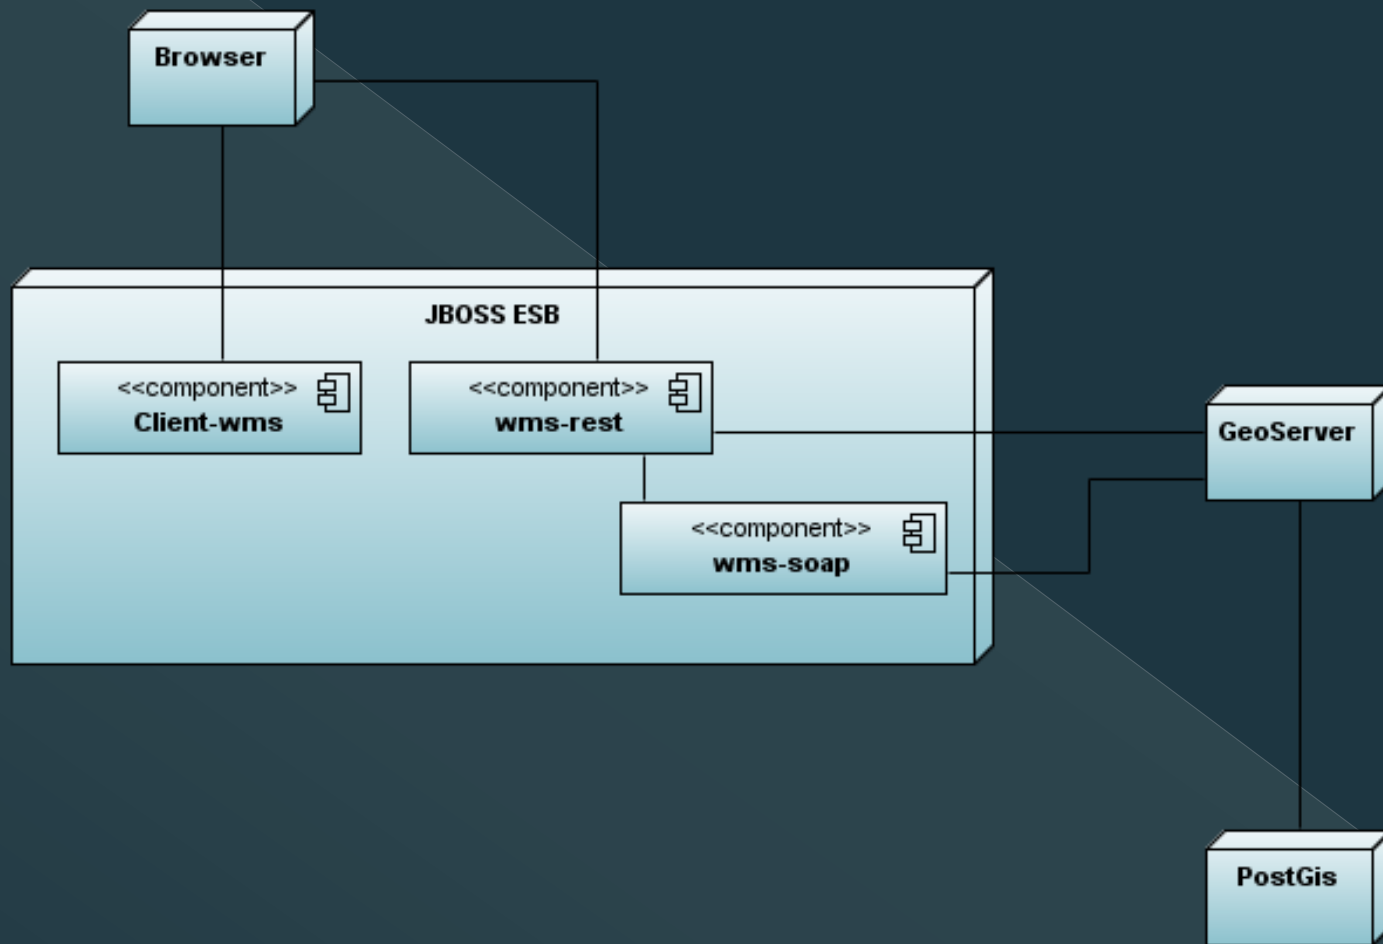 Browser
JBOSS ESB
<<component>>
Client-wms
<<component>>
wms-rest
GeoServer
<<component>>
wms-soap
PostGis